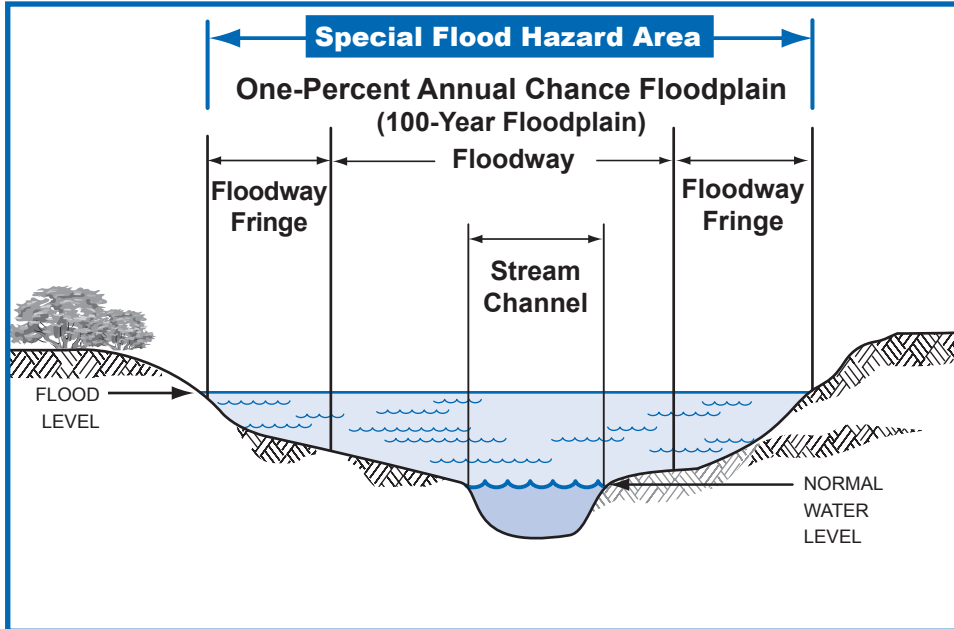 Special Flood Hazard Area
One-Percent Annual Chance Floodplain
(100-Year Floodplain)
Floodway
Floodway
Fringe
Floodway
Fringe
Stream
Channel
FLOOD
LEVEL
NORMAL
WATER
LEVEL